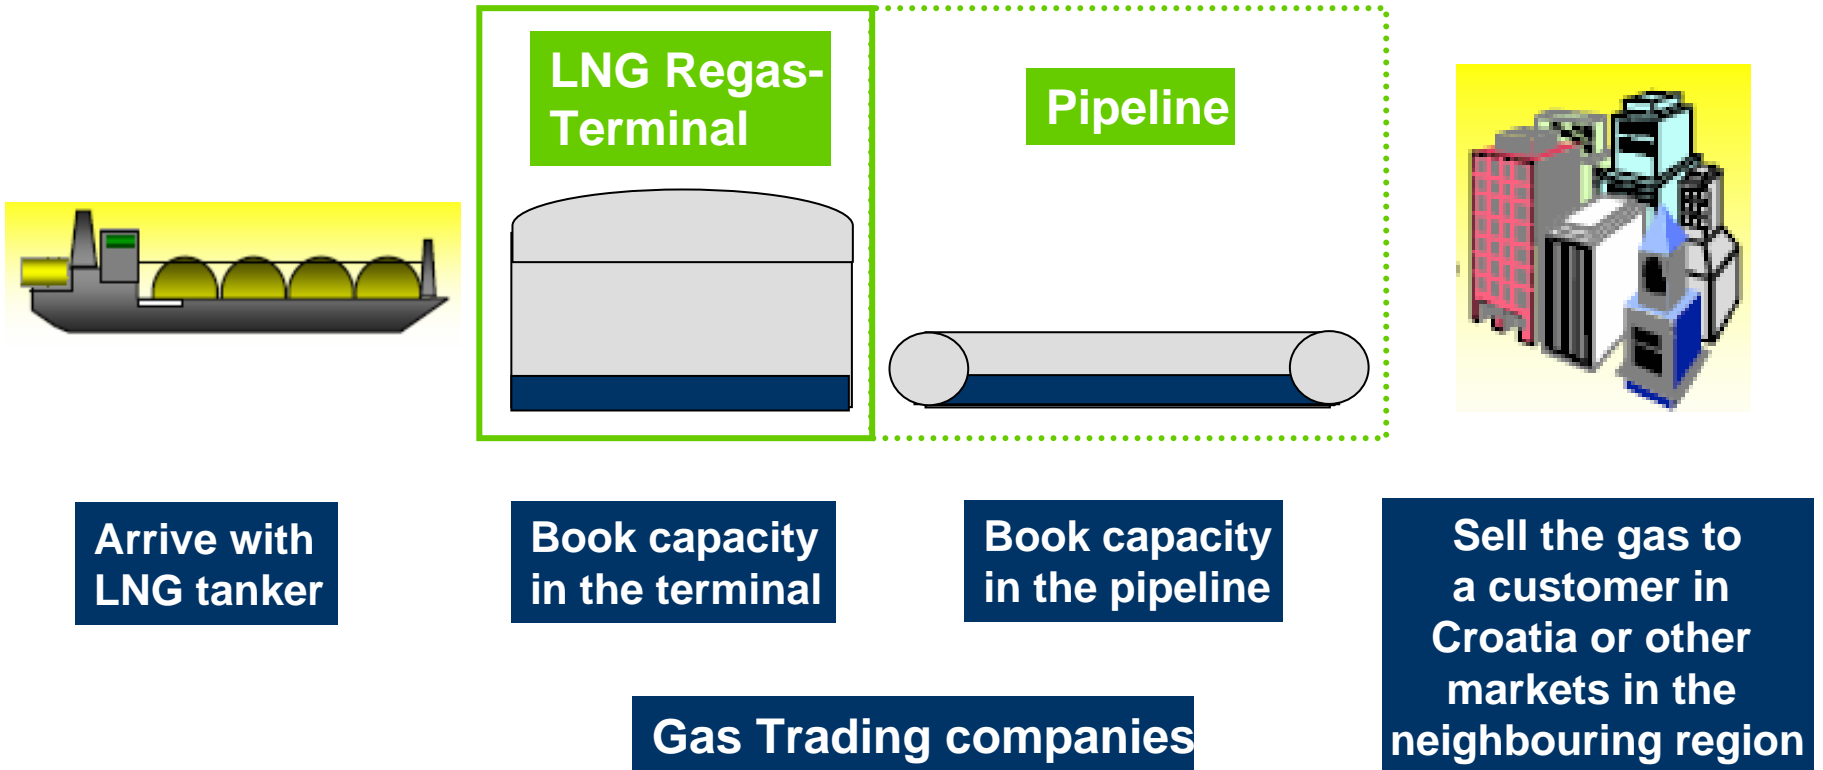 LNG Regas-
Terminal
Pipeline
Arrive with
LNG tanker
Book capacity
in the terminal
Book capacity
in the pipeline
Sell the gas to
a customer in
Croatia or other
markets in the
neighbouring region
Gas Trading companies